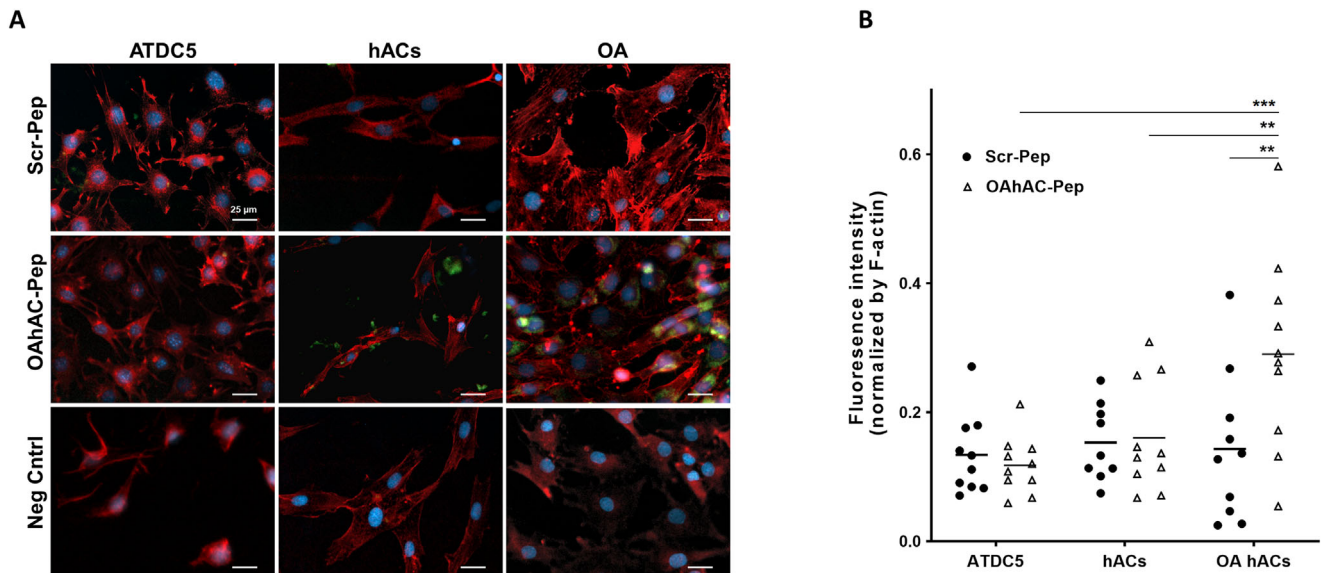 A
ATDC5
hACs
OA
Scr-Pep
25 µm
OAhAC-Pep
Neg Cntrl
B
Fluoresence intensity
(normalized by F-actin)
0.6
0.4
0.2
0.0
***
**
**
Scr-Pep
OAhAC-Pep
ATDC5
hACs
OA hACs